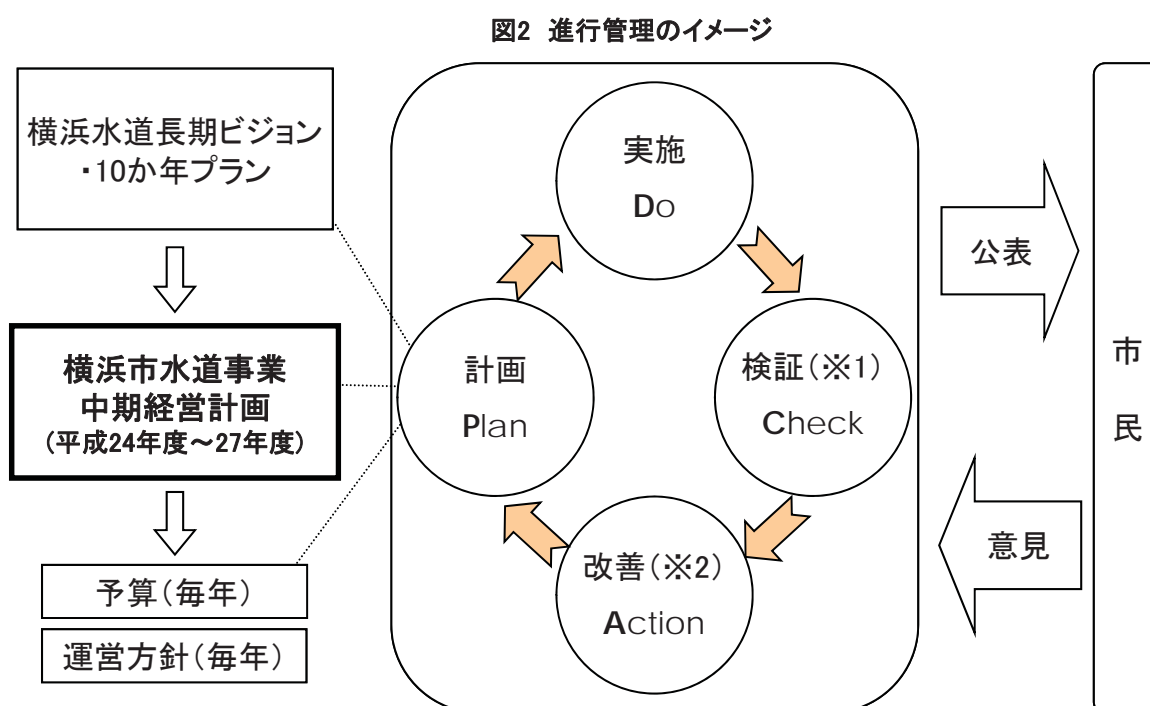 図2 進行管理のイメージ
横浜水道長期ビジョン
・10か年プラン
横浜市水道事業
中期経営計画
(平成24年度～27年度)
予算(毎年)
運営方針(毎年)
実施
Do
計画
Plan
検証(※1)
Check
改善(※2)
Action
公表
意見
市
民